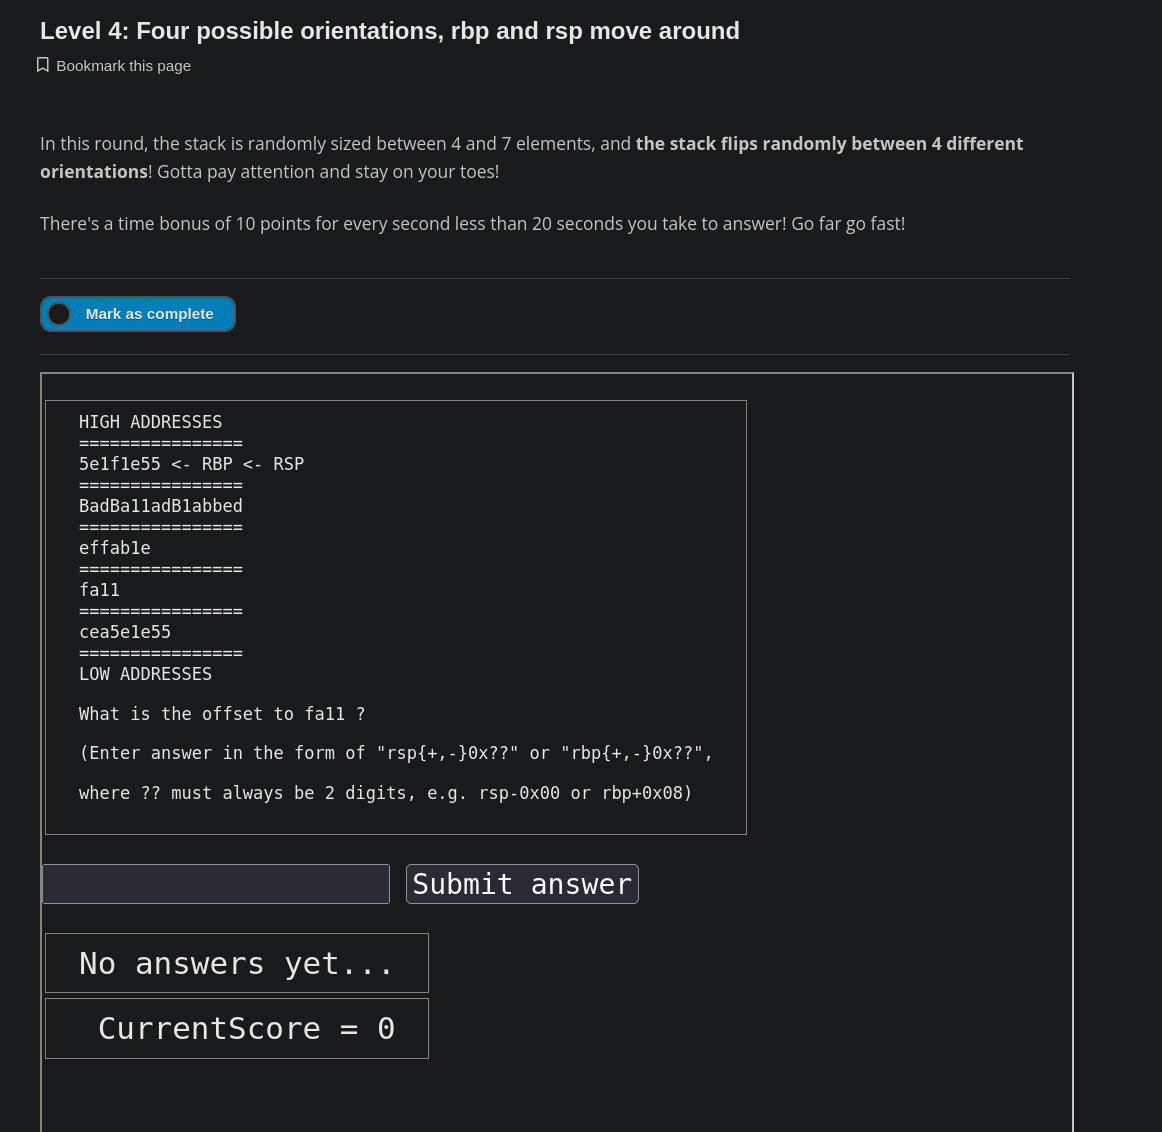 Level 4: Four possible orientations, rbp and rsp move around
Bookmark this page
In this round, the stack is randomly sized between 4 and 7 elements, and the stack flips randomly between 4 different
orientations! Gotta pay attention and stay on your toes!
There's a time bonus of 10 points for every second less than 20 seconds you take to answer! Go far go fast!
Mark as complete
HIGH ADDRESSES
================
5e1f1e55 <- RBP <- RSP
================
BadBa11adB1abbed
================
effab1e
================
fa11
================
cea5e1e55
================
LOW ADDRESSES
What is the offset to fa11 ?
(Enter answer in the form of "rsp{+,-}0x??" or "rbp{+,-}0x??",
where ?? must always be 2 digits, e.g. rsp-0x00 or rbp+0x08)
Submit answer
No answers yet...
CurrentScore = 0